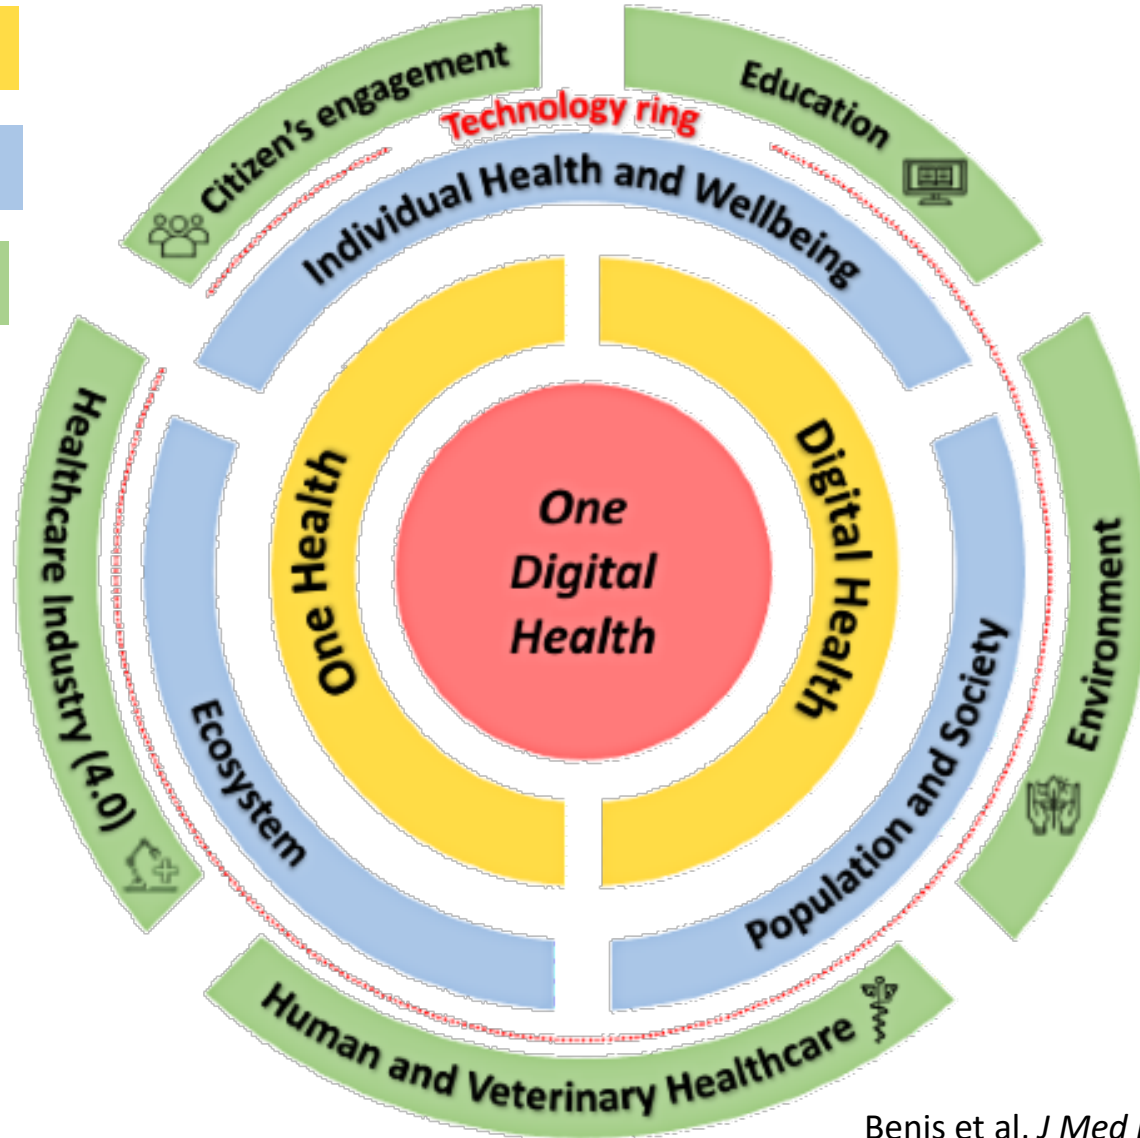 Citizen's engagement
Education
Technology ring
Individual Health and Wellbeing
One Health
Digital Health
One
Digital
Health
Healthcare Industry (4.0)
Ecosystem
Population and Society
Environment
Human and Veterinary Healthcare
Benis et al. J Med